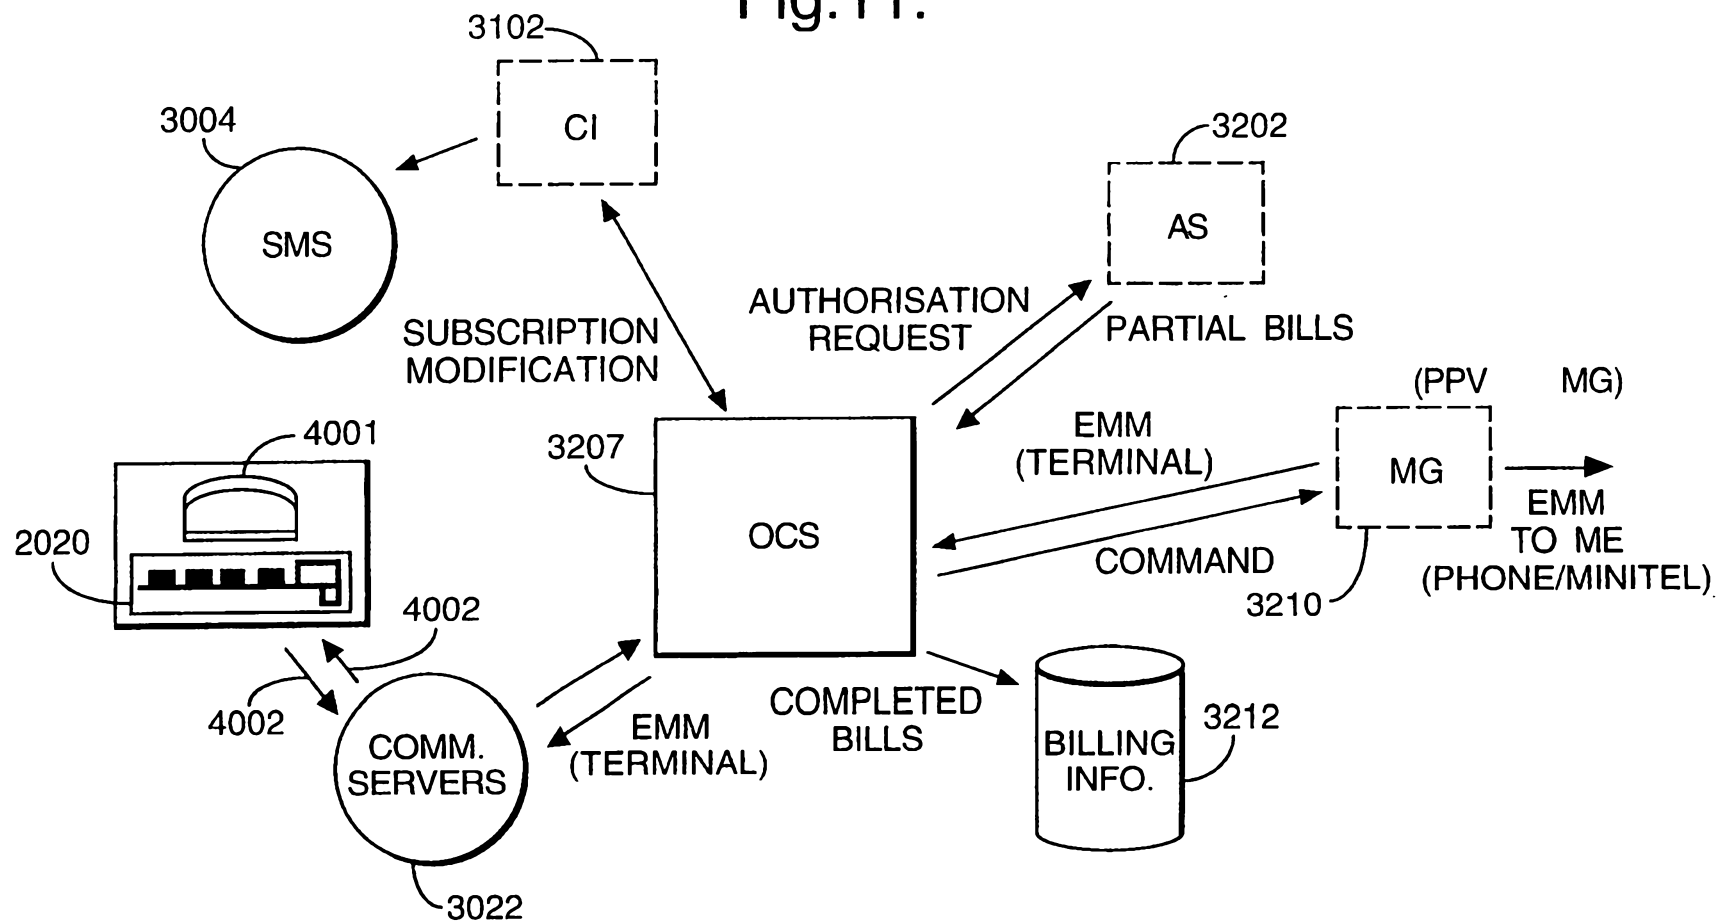 3102
CI
3004
SMS
3202
AS
AUTHORISATION
REQUEST
PARTIAL BILLS
SUBSCRIPTION
MODIFICATION
(PPV MG)
4001
3207
EMM
(TERMINAL)
MG
EMM
TO ME
(PHONE/MINITEL)
2020
OCS
COMMAND
3210
4002
4002
COMPLETED
BILLS
EMM
(TERMINAL)
COMM.
SERVERS
BILLING
INFO.
3212
3022